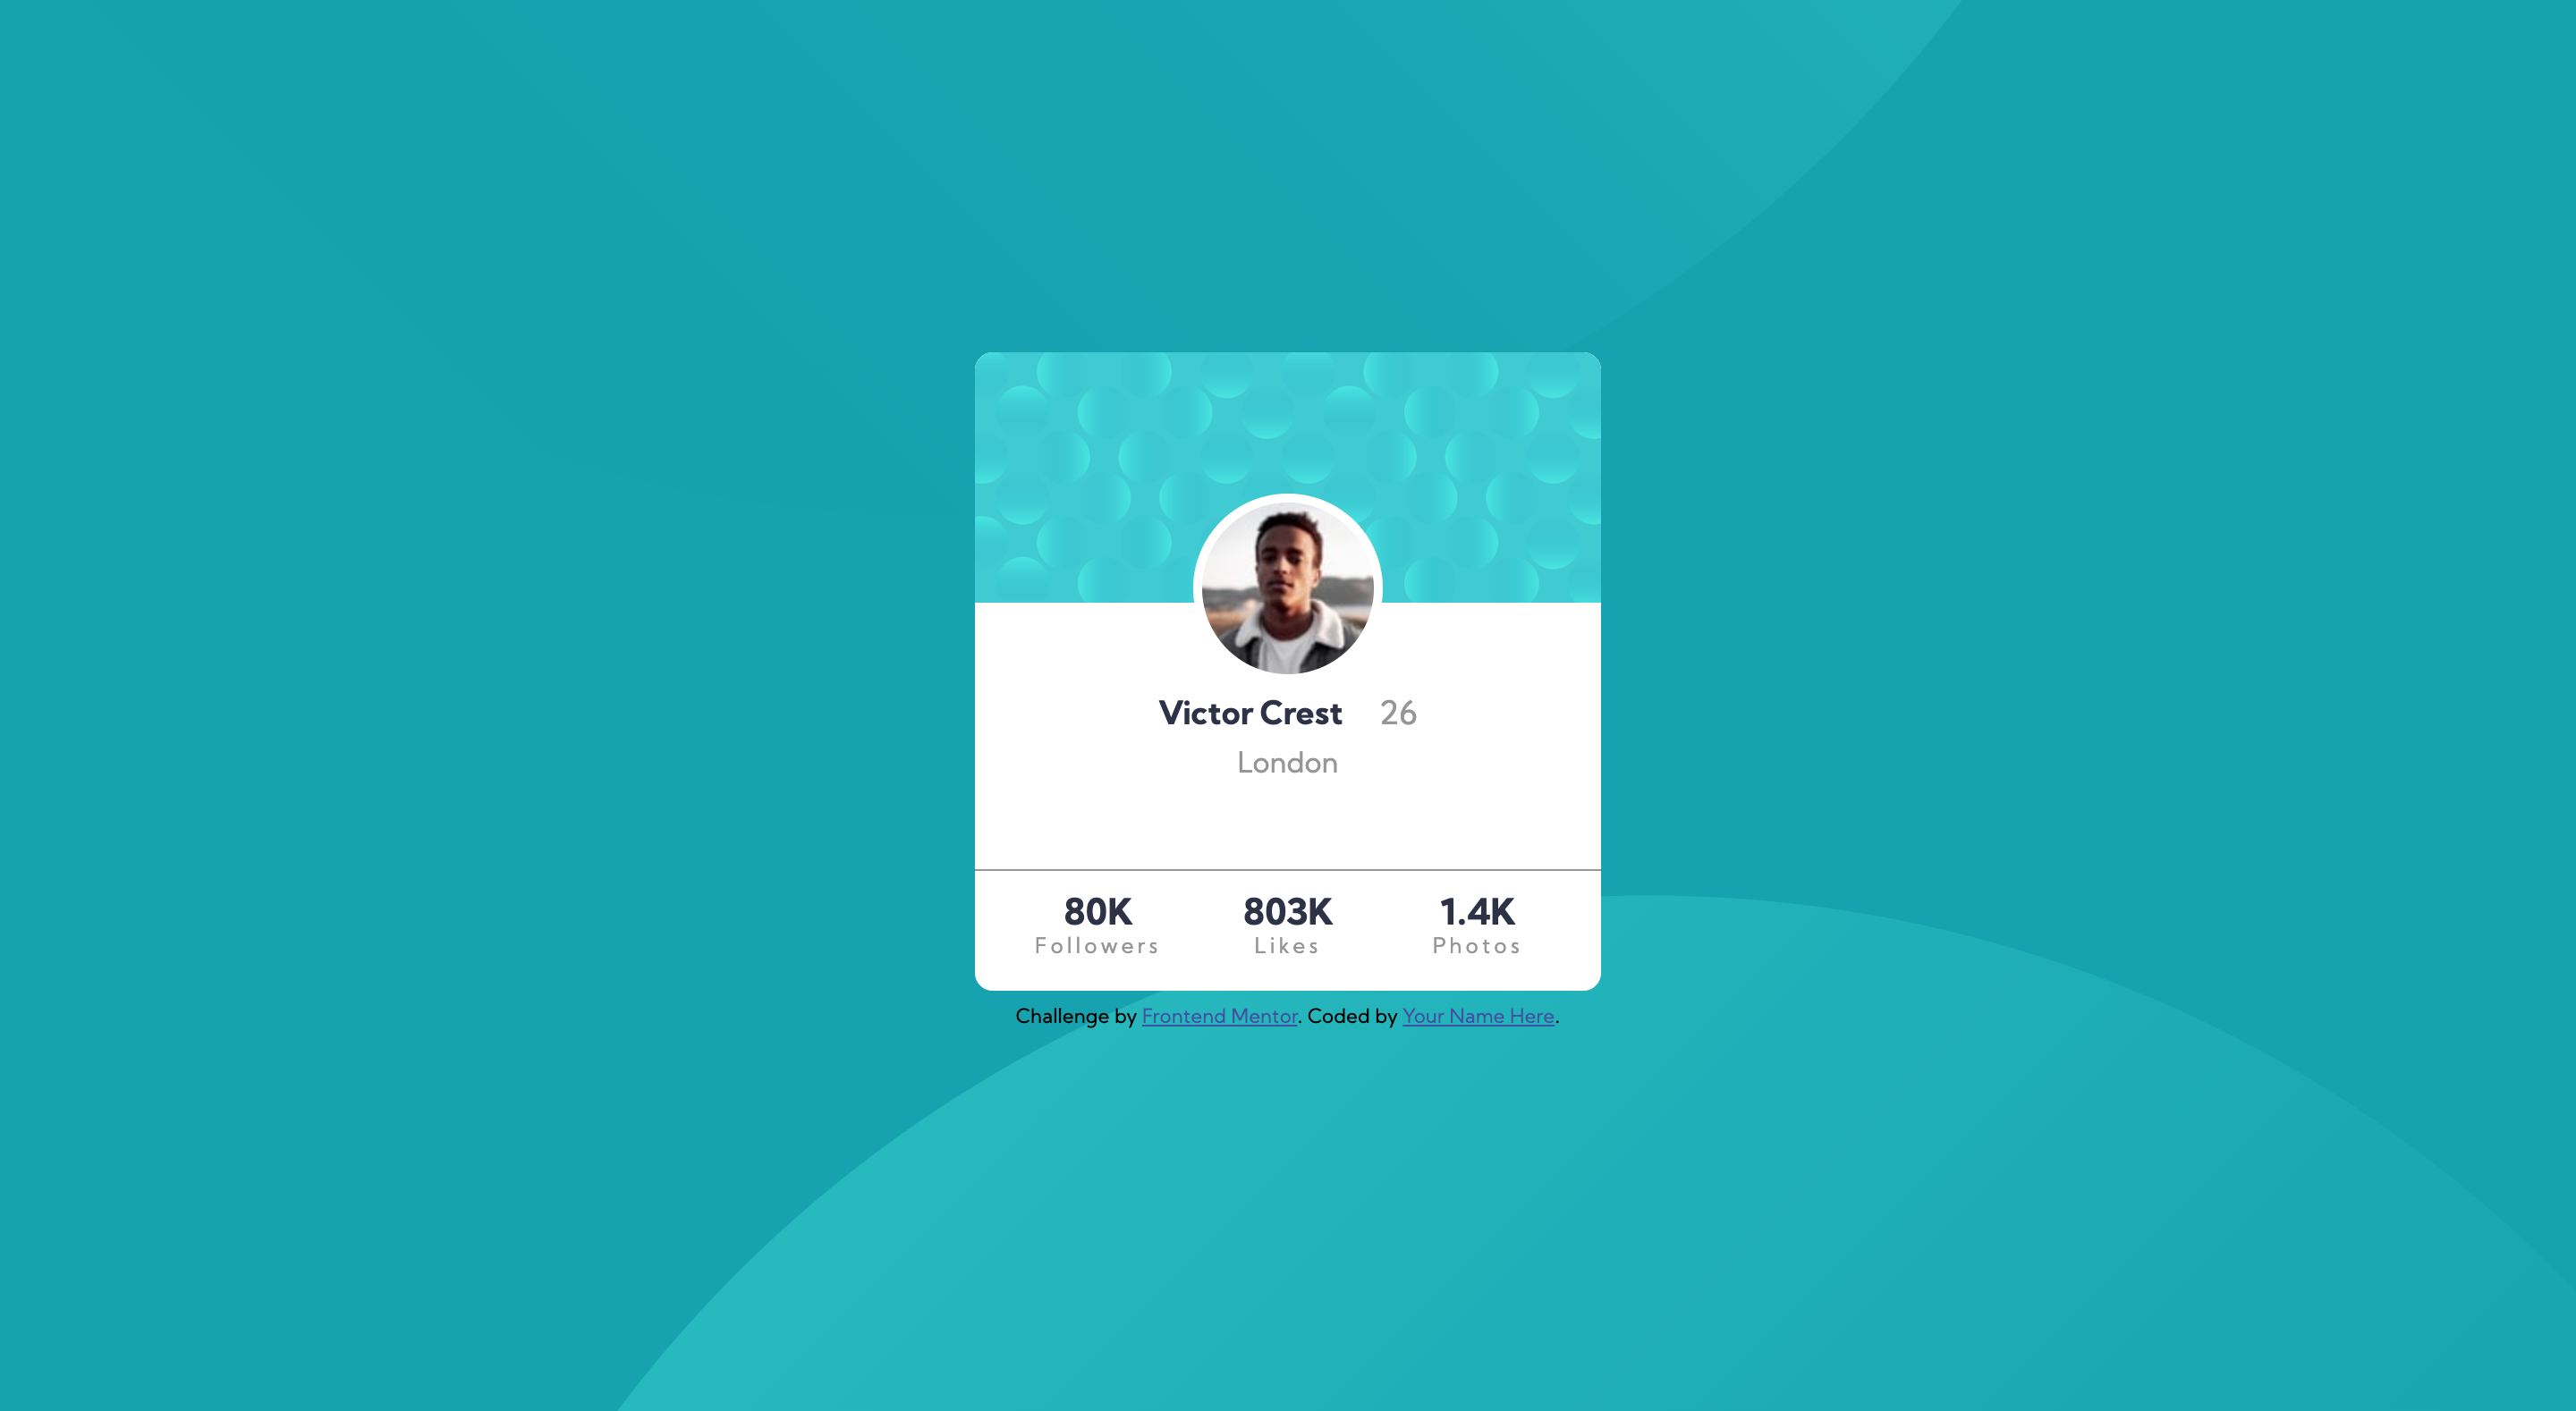 Victor Crest 26
London
80K 803K 1.4K
Followers Likes Photos
Challenge by Frontend Mentor. Coded by Your Name Here.